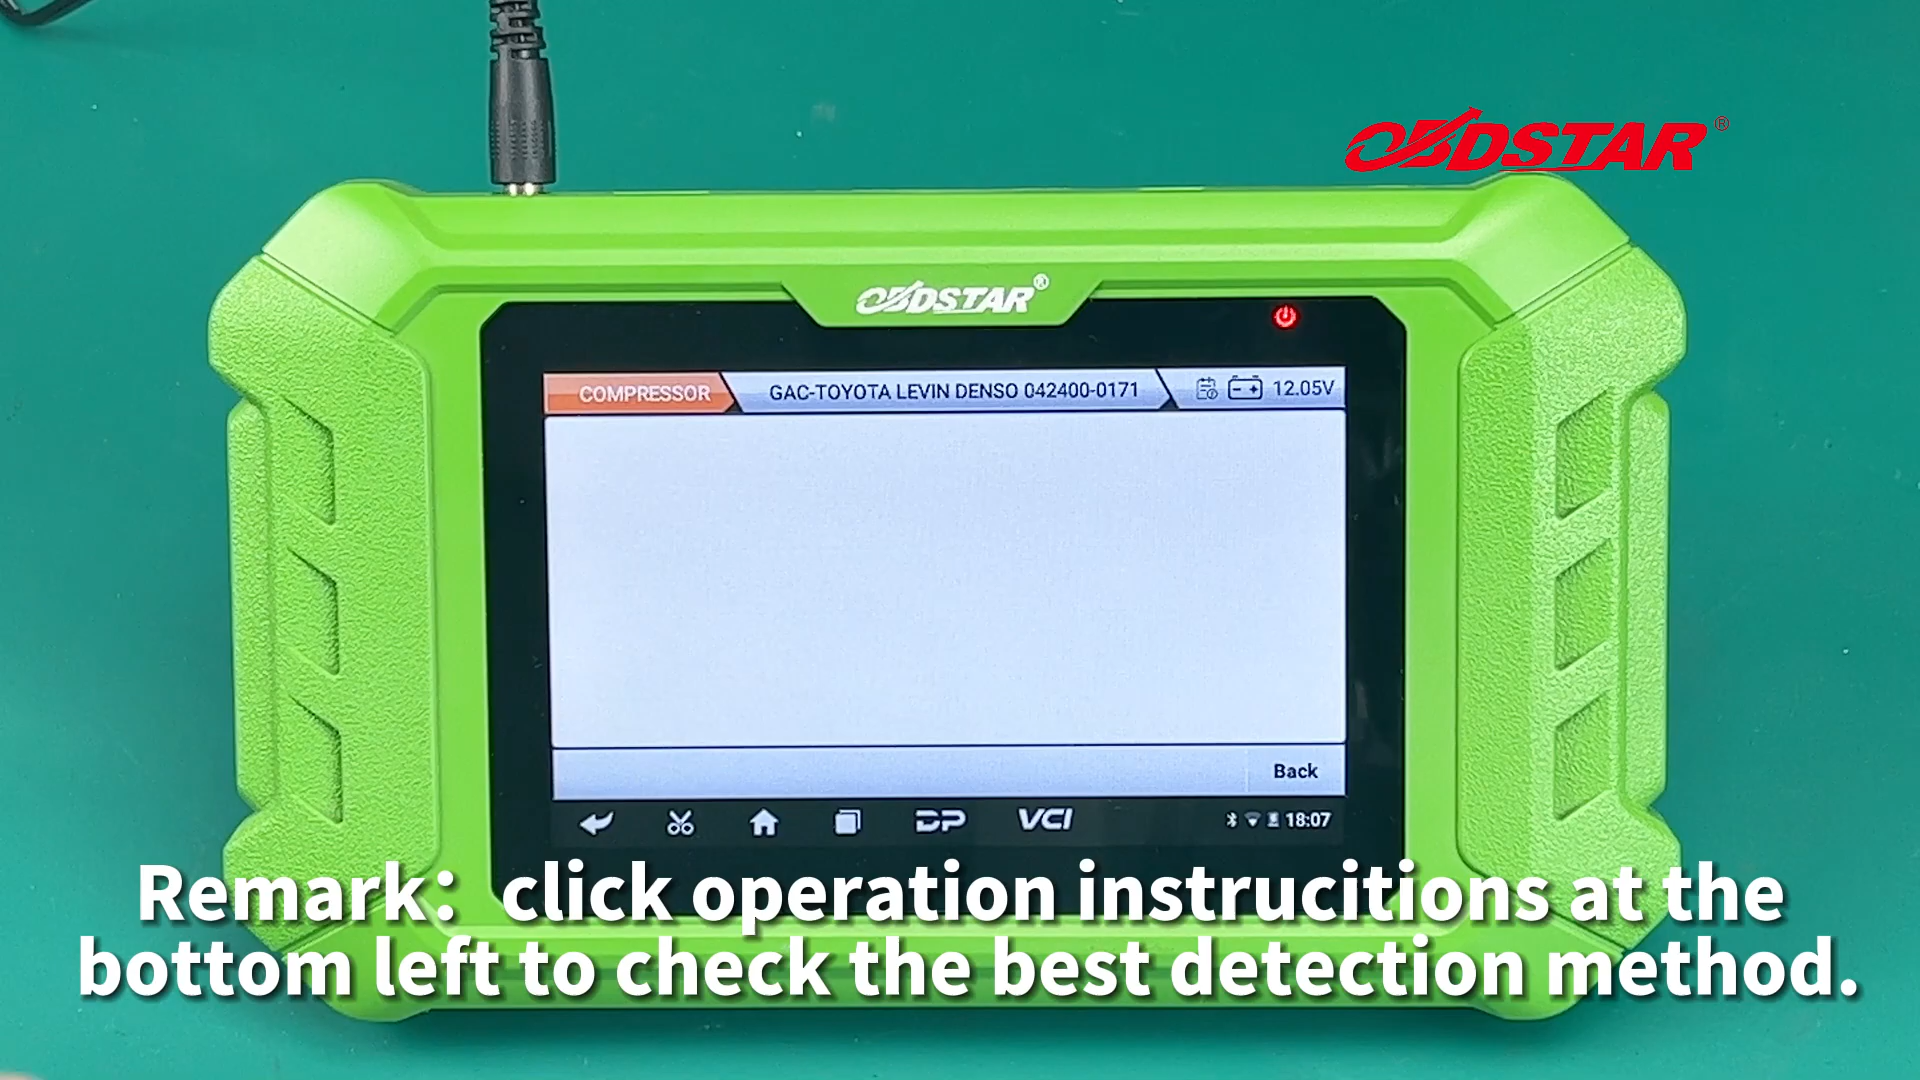 OBDSTAR®
OBDSTAR®
COMPRESSOR
GAC-TOYOTA LEVIN DENSO 042400-0171
12.05V
Back
DP
VCI
18:07
Remark: click operation instrucitions at the
bottom left to check the best detection method.